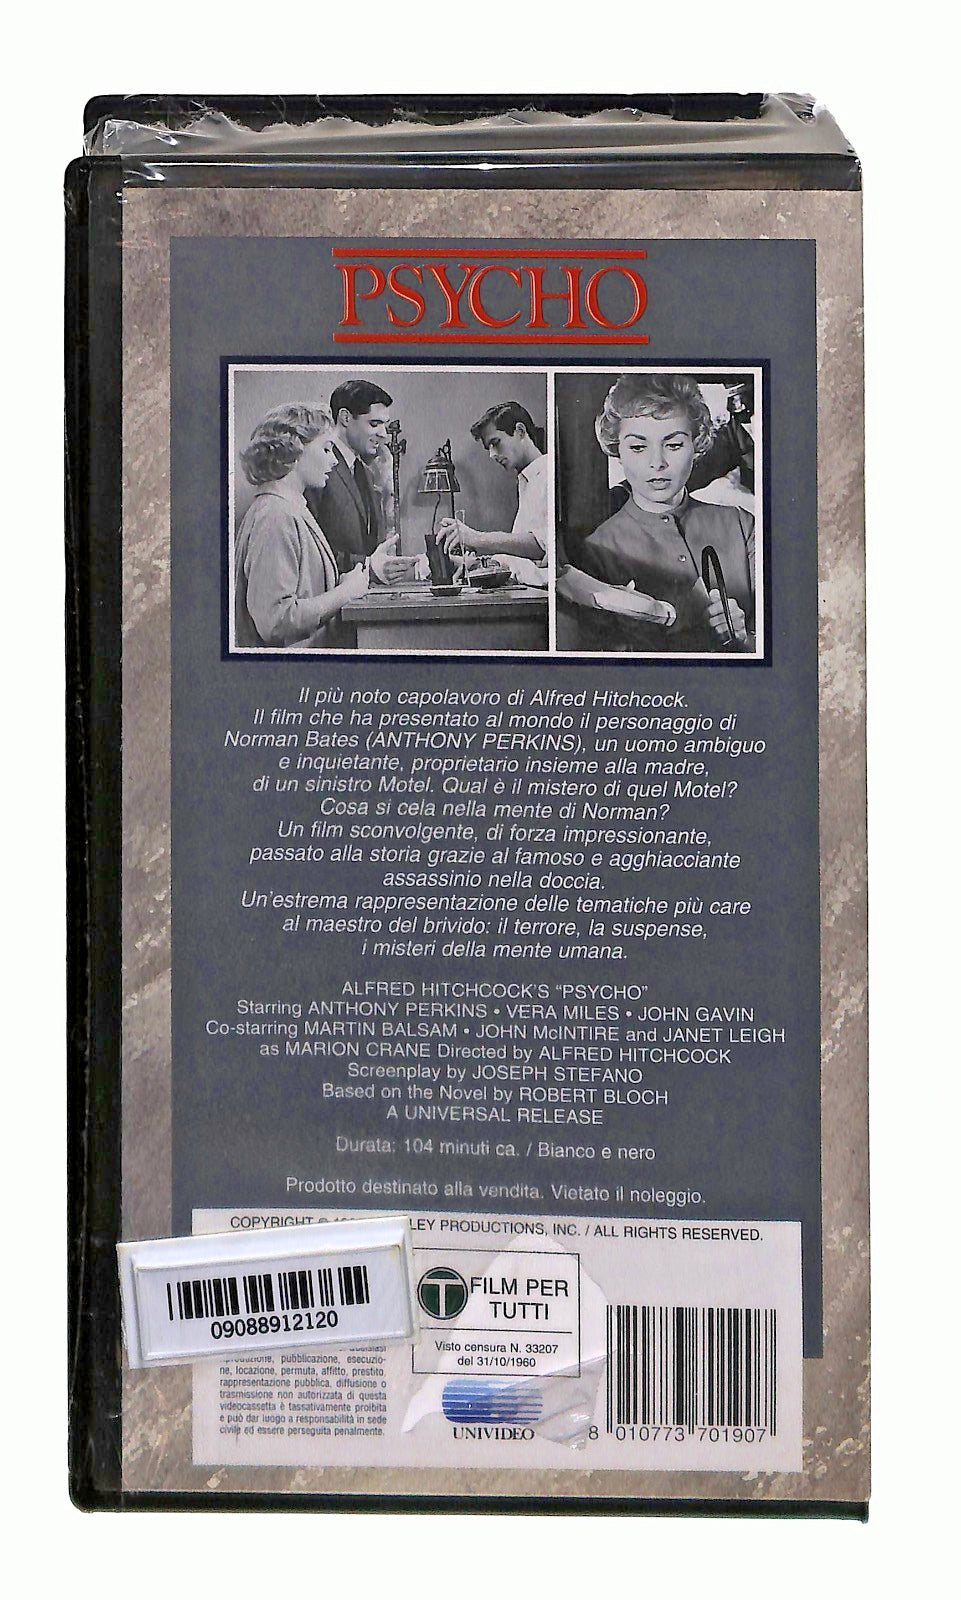 PSYCHO
Il più noto capolavoro di Alfred Hitchcock.
Il film che ha presentato al mondo il personaggio di
Norman Bates (ANTHONY PERKINS), un uomo ambiguo
e inquietante, proprietario insieme alla madre,
di un sinistro Motel. Qual è il mistero di quel Motel?
Cosa si cela nella mente di Norman?
Un film sconvolgente, di forza impressionante,
passato alla storia grazie al famoso e agghiacciante
assassinio nella doccia.
Un'estrema rappresentazione delle tematiche più care
al maestro del brivido: il terrore, la suspense,
i misteri della mente umana.
ALFRED HITCHCOCK'S "PSYCHO"
Starring ANTHONY PERKINS • VERA MILES • JOHN GAVIN
Co-starring MARTIN BALSAM • JOHN McINTIRE and JANET LEIGH
as MARION CRANE Directed by ALFRED HITCHCOCK
Screenplay by JOSEPH STEFANO
Based on the Novel by ROBERT BLOCH
A UNIVERSAL RELEASE
Durata: 104 minuti ca. / Bianco e nero
Prodotto destinato alla vendita. Vietato il noleggio.
COPYRIGHT © LEY PRODUCTIONS, INC. / ALL RIGHTS RESERVED.
09088912120
pubblicazione, esecuzio-
ne, locazione, permuta, affitto, prestito,
rappresentazione pubblica, diffusione o
trasmissione non autorizzata di questa
videocassetta è tassativamente proibita
e può dar luogo a responsabilità in sede
civile ed essere perseguita penalmente.
T FILM PER
TUTTI
Visto censura N. 33207
del 31/10/1960
UNIVIDEO
8 010773 701907